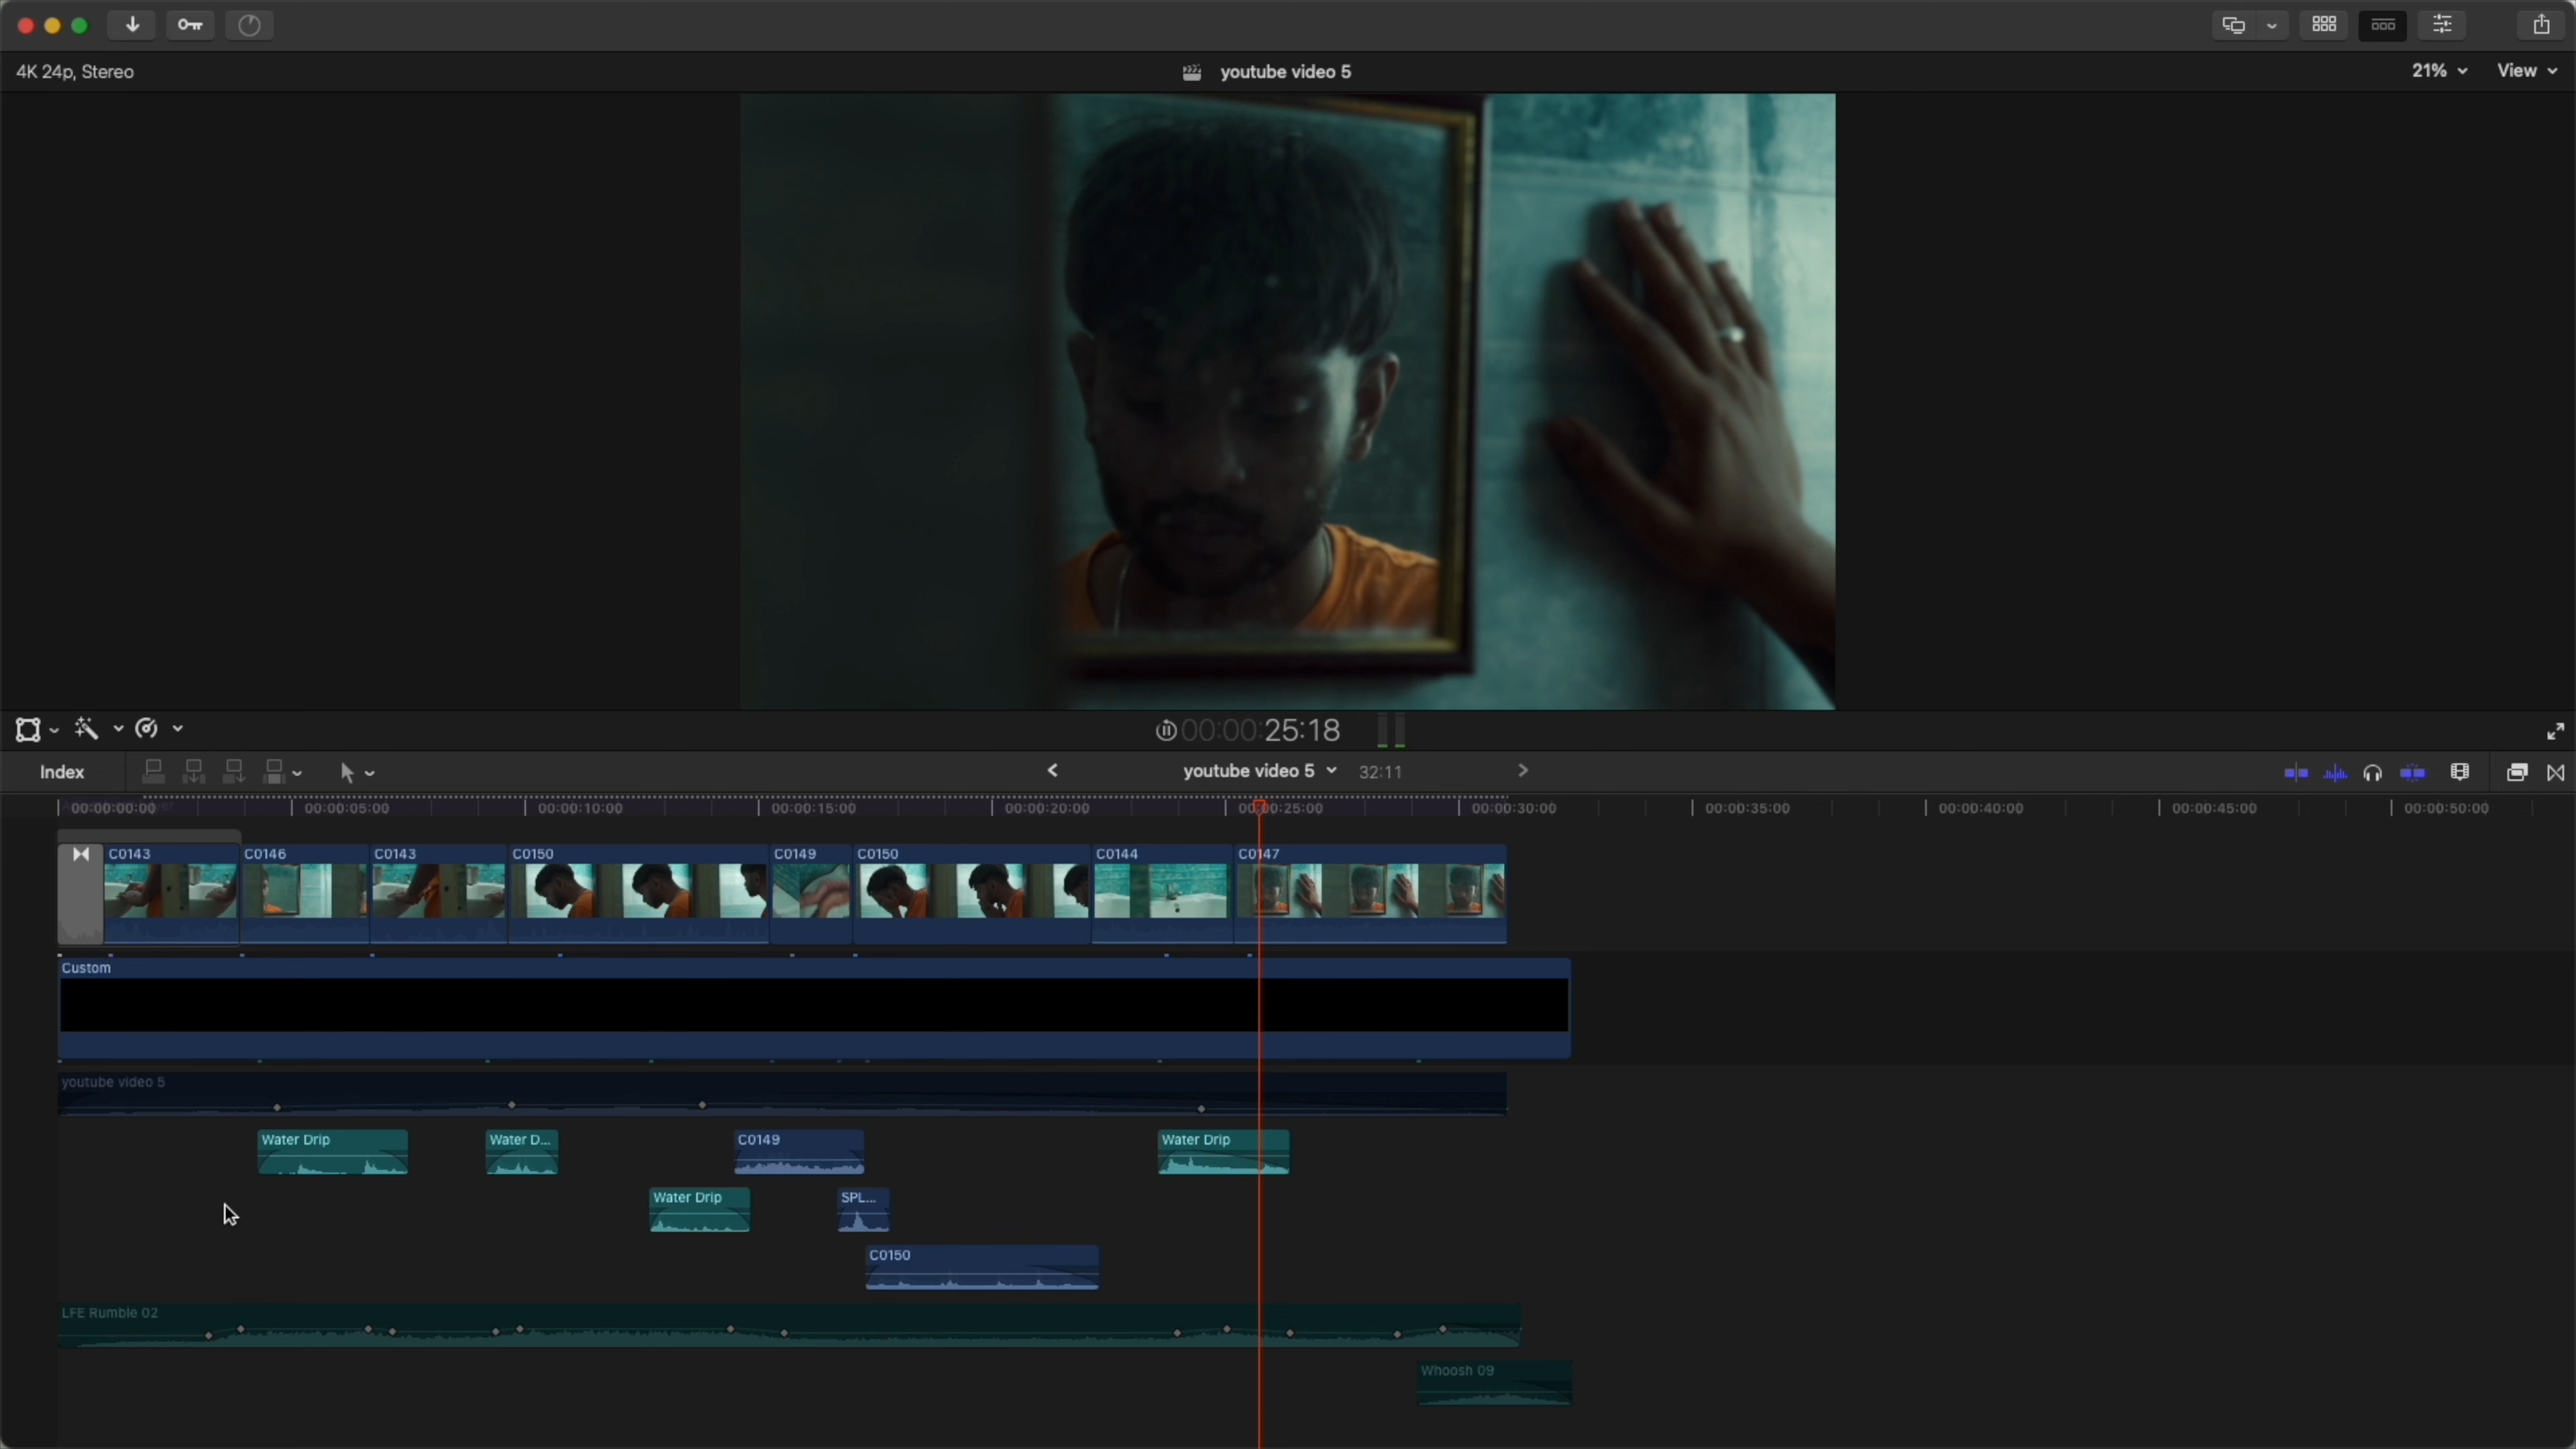 4K 24p, Stereo
youtube video 5
21%
View
00:00:00:25:18
Index
youtube video 5
32:11
00:00:00:00
00:00:05:00
00:00:10:00
00:00:15:00
00:00:20:00
00:00:25:00
00:00:30:00
00:00:35:00
00:00:40:00
00:00:45:00
00:00:50:00
C0143
C0146
C0143
C0150
C0149
C0150
C0144
C0147
Custom
youtube video 5
Water Drip
Water D...
C0149
Water Drip
Water Drip
SPL...
C0150
LFE Rumble 02
Whoosh 09